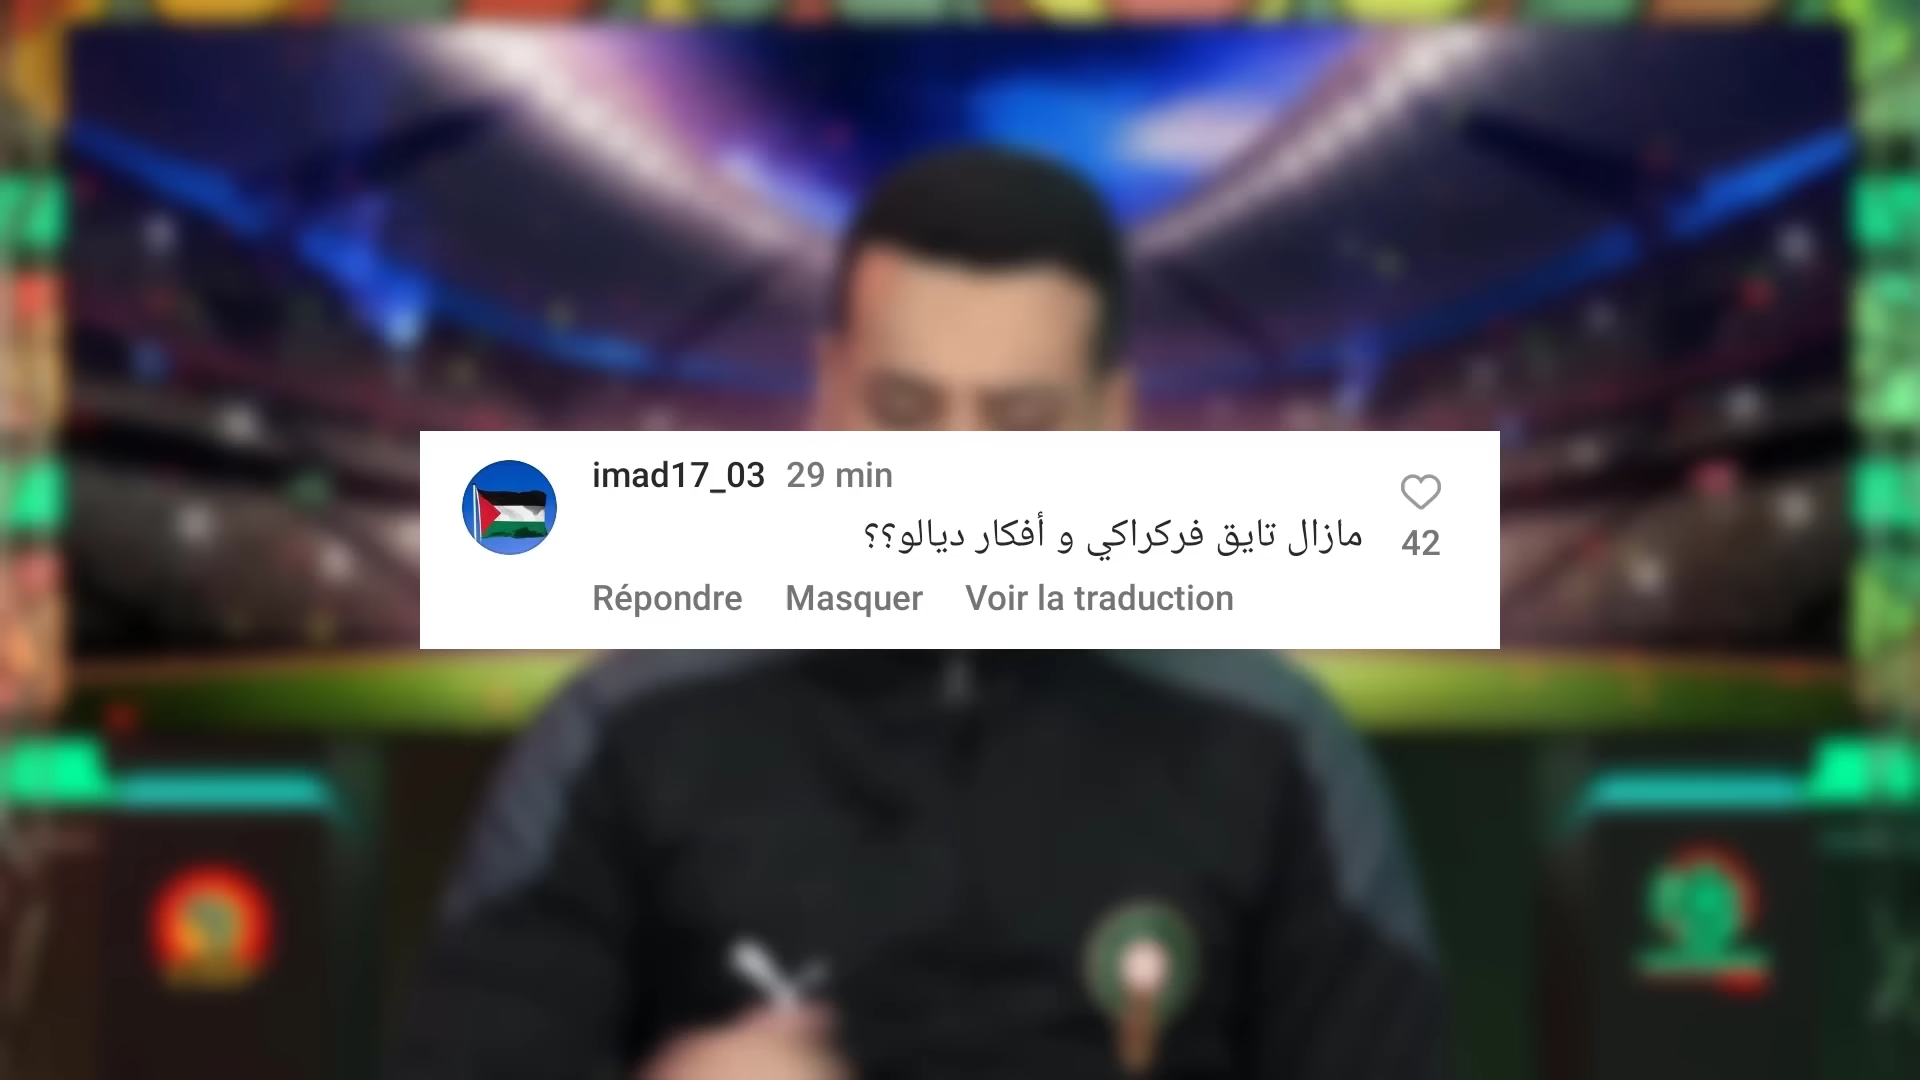 imad17_03 29 min
مازال تايق فركراكي و أفكار ديالو؟؟
42
Répondre Masquer Voir la traduction